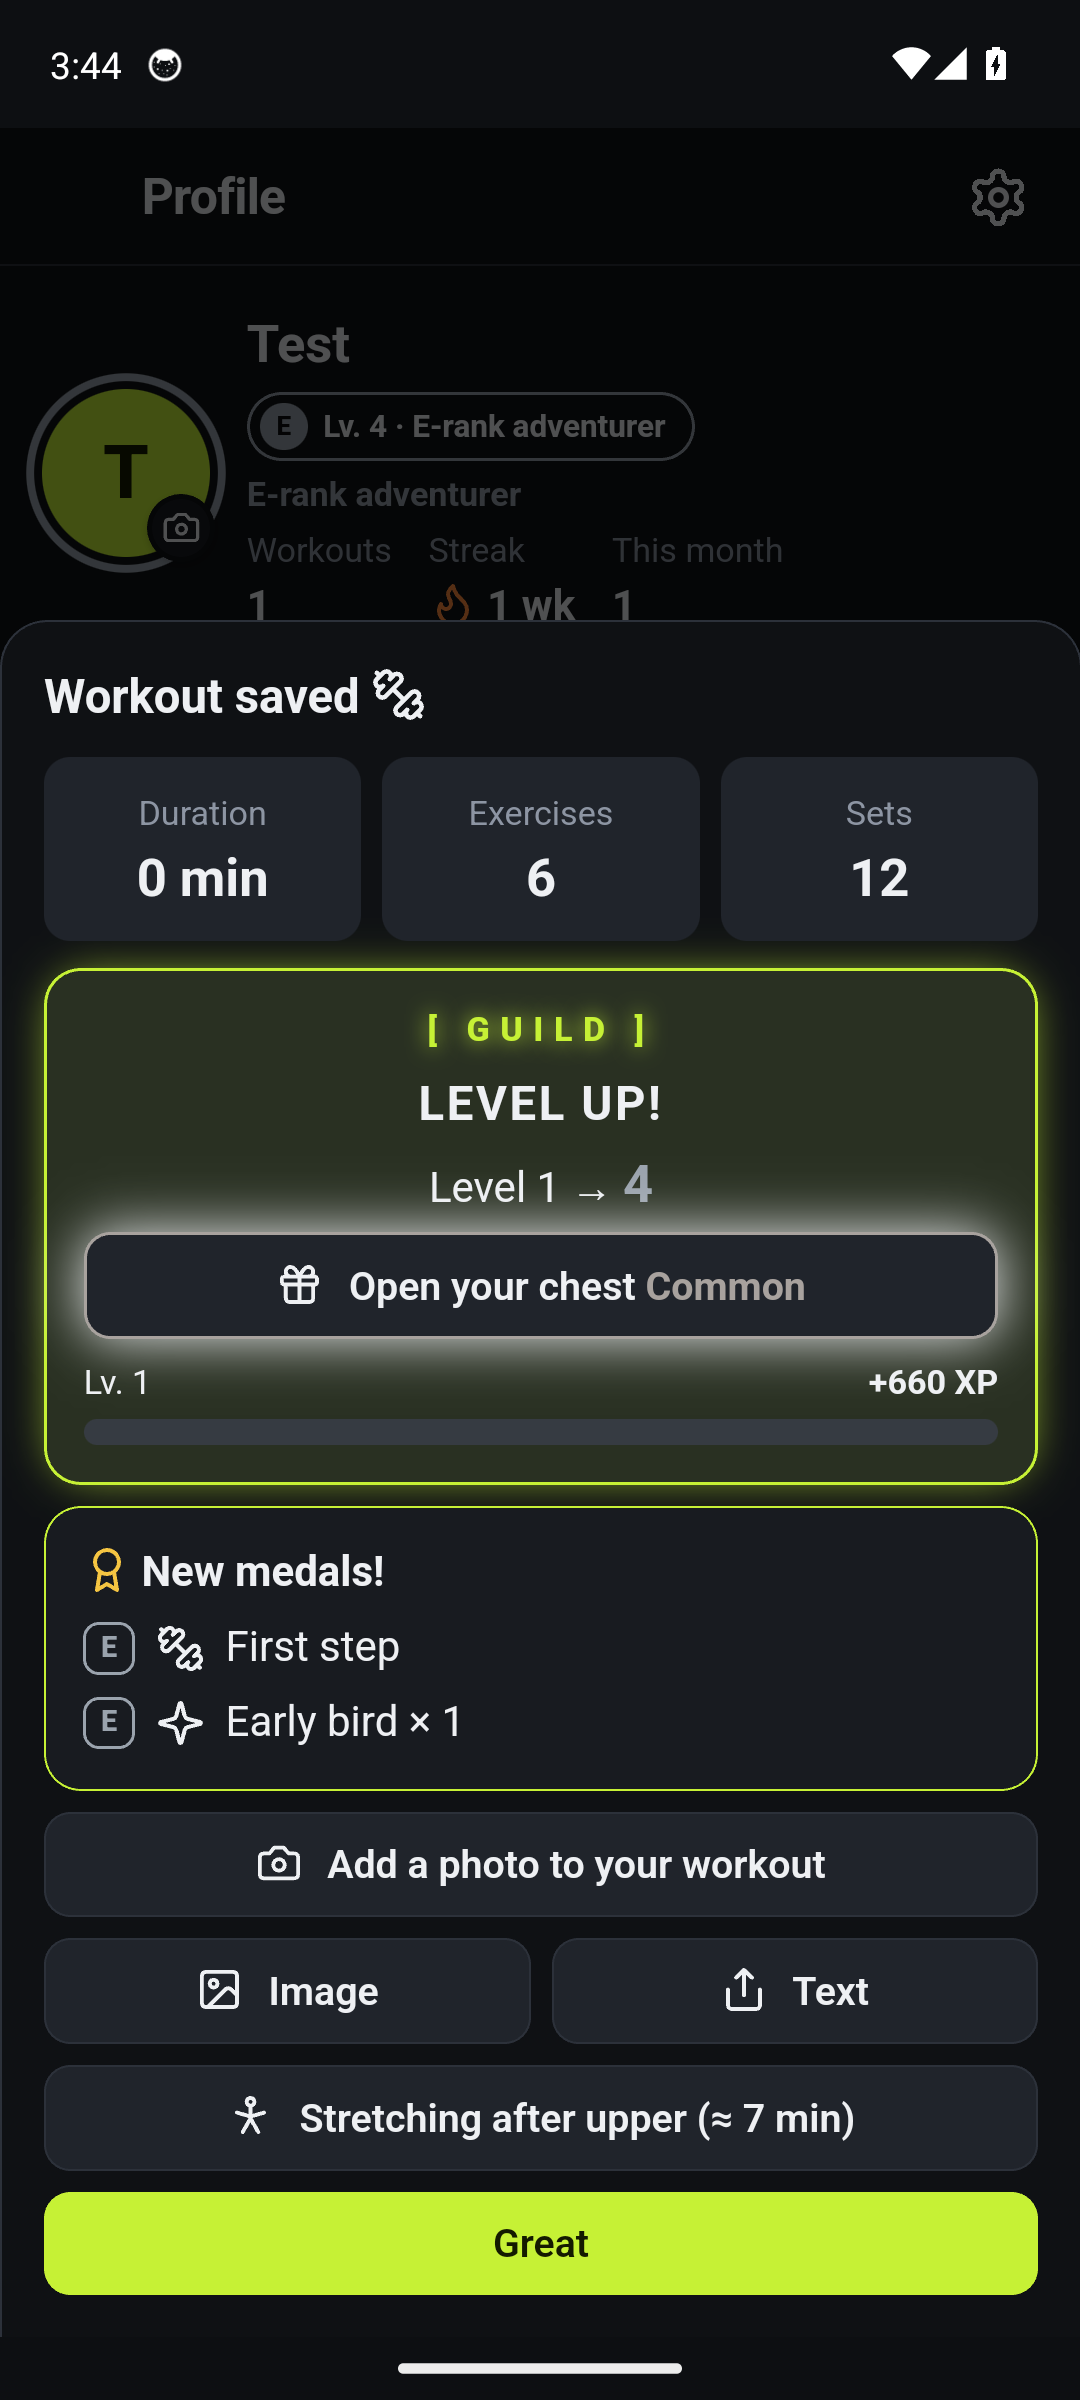 3:44
Profile
Test
T
E Lv. 4 · E-rank adventurer
E-rank adventurer
Workouts Streak This month
1 1 wk 1
Workout saved
Duration Exercises Sets
0 min 6 12
[ GUILD ]
LEVEL UP!
Level 1 → 4
Open your chest Common
Lv. 1 +660 XP
New medals!
E First step
E Early bird × 1
Add a photo to your workout
Image Text
Stretching after upper (≈ 7 min)
Great